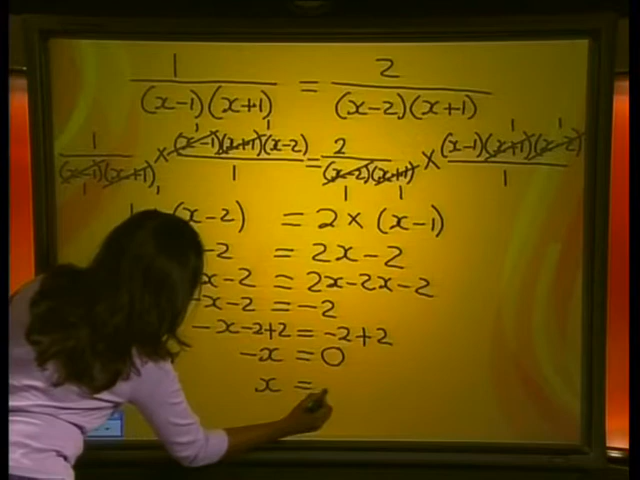 1/((x-1)(x+1)) = 2/((x-2)(x+1))
1/((x-1)(x+1)) × (x-1)(x+1)(x-2)/1 = 2/((x-2)(x+1)) × (x-1)(x+1)(x-2)/1
(x-2) = 2 × (x-1)
-2 = 2x-2
x-2 = 2x-2x-2
-x-2 = -2
-x-2+2 = -2+2
-x = 0
x =